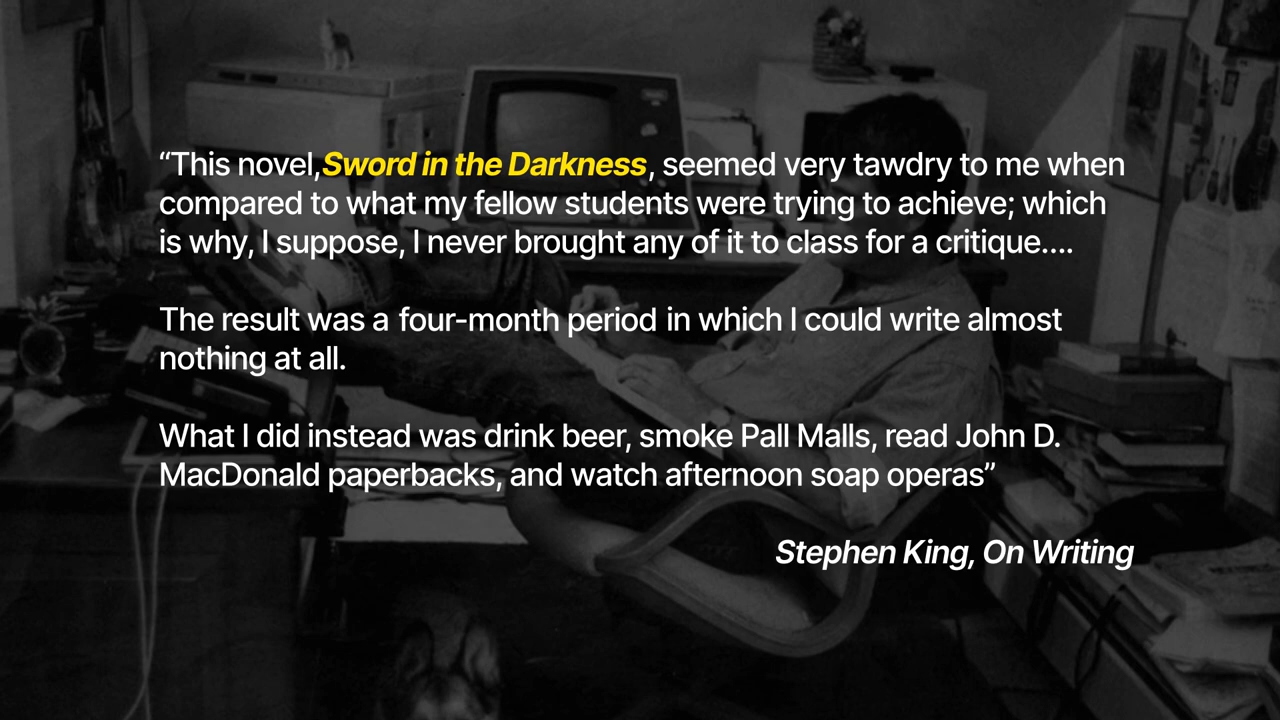 “This novel,Sword in the Darkness, seemed very tawdry to me when
compared to what my fellow students were trying to achieve; which
is why, I suppose, I never brought any of it to class for a critique....
The result was a four-month period in which I could write almost
nothing at all.
What I did instead was drink beer, smoke Pall Malls, read John D.
MacDonald paperbacks, and watch afternoon soap operas”
Stephen King, On Writing